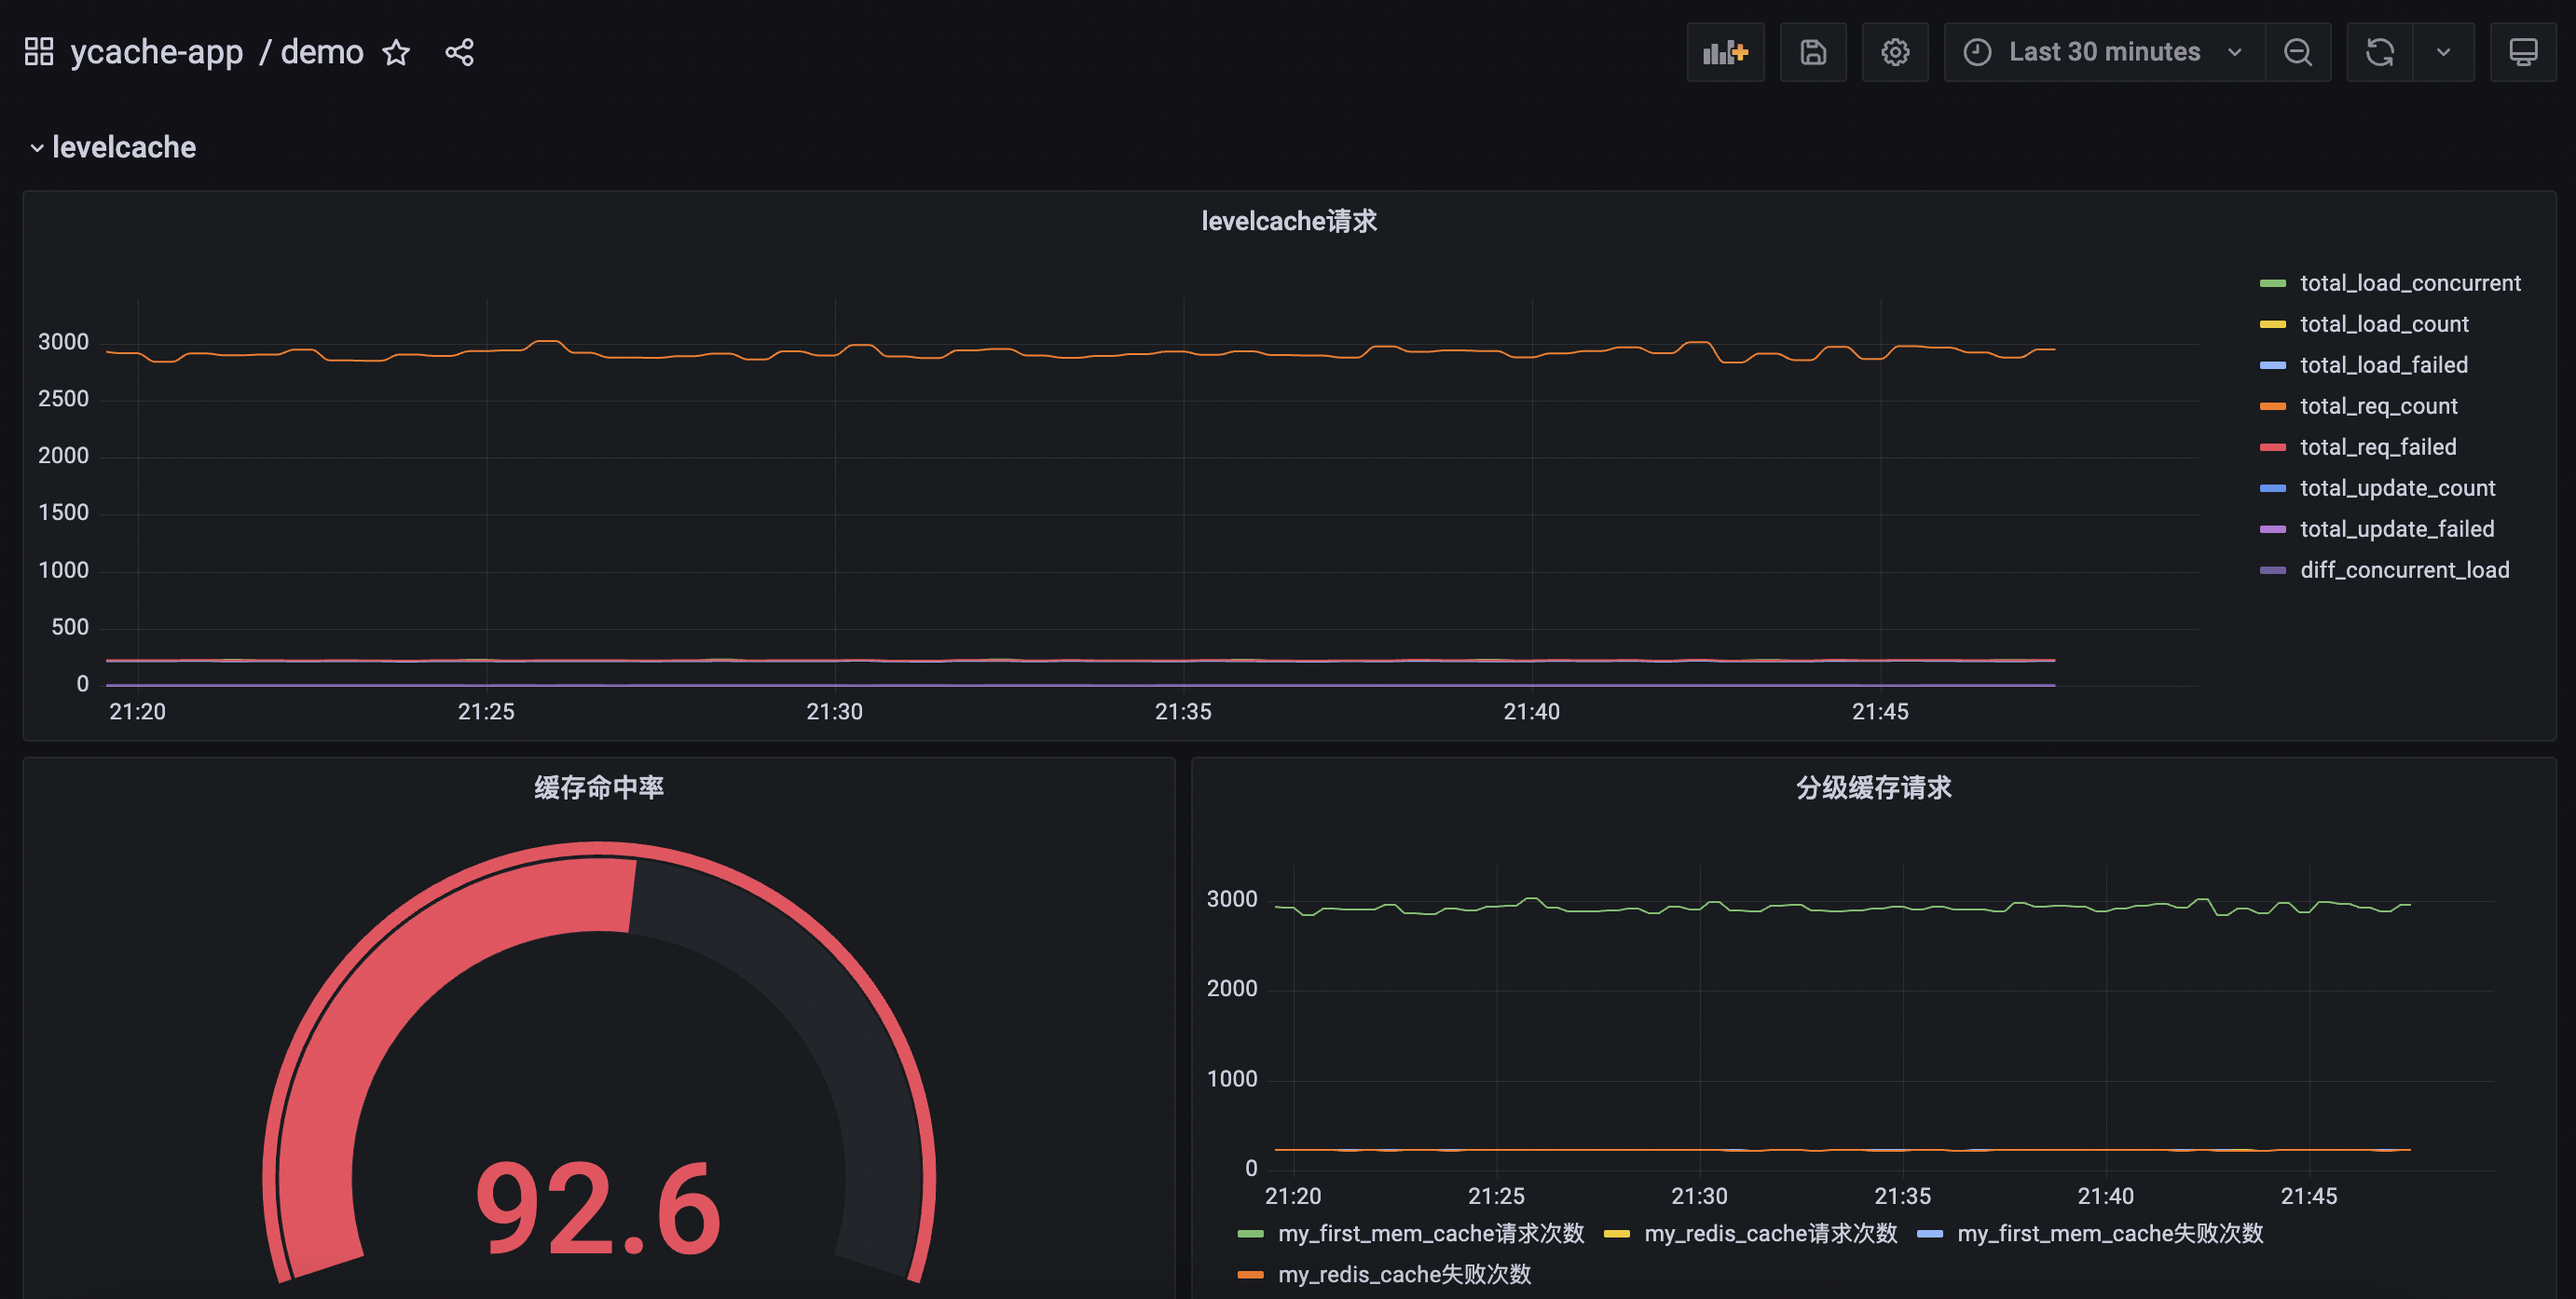 ycache-app / demo
Last 30 minutes
levelcache
levelcache请求
3000
2500
2000
1500
1000
500
0
21:20 21:25 21:30 21:35 21:40 21:45
total_load_concurrent
total_load_count
total_load_failed
total_req_count
total_req_failed
total_update_count
total_update_failed
diff_concurrent_load
缓存命中率
92.6
分级缓存请求
3000
2000
1000
0
21:20 21:25 21:30 21:35 21:40 21:45
my_first_mem_cache请求次数 my_redis_cache请求次数 my_first_mem_cache失败次数
my_redis_cache失败次数